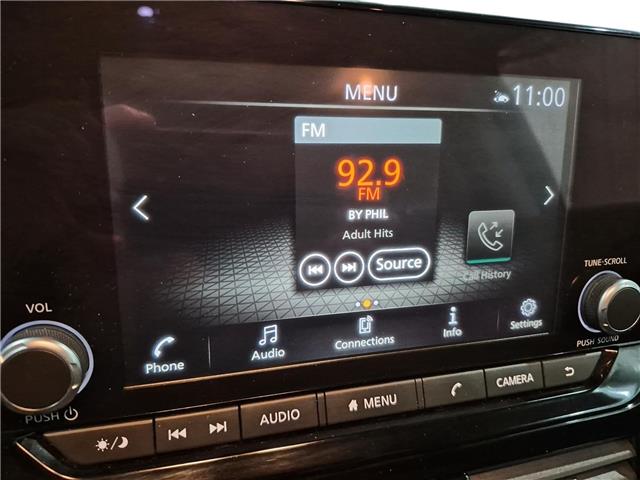 MENU
11:00
FM
92.9
FM
BY PHIL
Adult Hits
Source
Call History
Phone
Audio
Connections
Info
Settings
VOL
PUSH
TUNE·SCROLL
PUSH SOUND
AUDIO
MENU
CAMERA